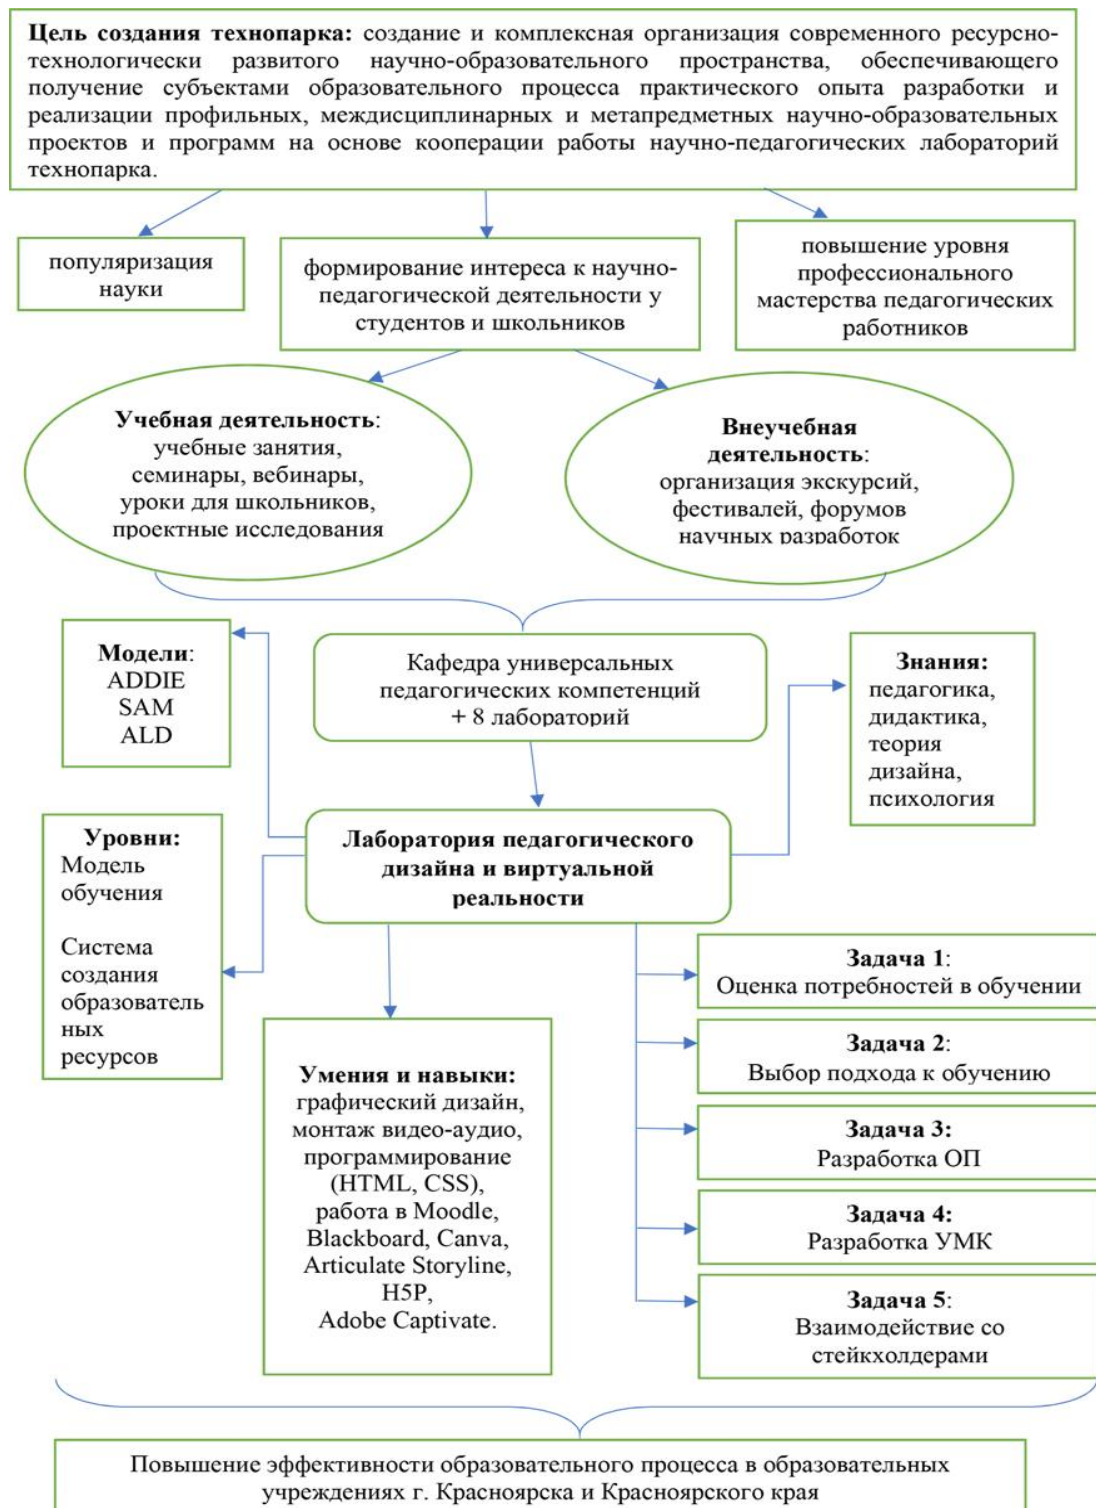 Цель создания технопарка: создание и комплексная организация современного ресурсно-
технологически развитого научно-образовательного пространства, обеспечивающего
получение субъектами образовательного процесса практического опыта разработки и
реализации профильных, междисциплинарных и метапредметных научно-образовательных
проектов и программ на основе кооперации работы научно-педагогических лабораторий
технопарка.
популяризация
науки
формирование интереса к научно-
педагогической деятельности у
студентов и школьников
повышение уровня
профессионального
мастерства педагогических
работников
Учебная деятельность:
учебные занятия,
семинары, вебинары,
уроки для школьников,
проектные исследования
Внеучебная
деятельность:
организация экскурсий,
фестивалей, форумов
научных разработок
Модели:
ADDIE
SAM
ALD
Кафедра универсальных
педагогических компетенций
+ 8 лабораторий
Знания:
педагогика,
дидактика,
теория
дизайна,
психология
Уровни:
Модель
обучения
Система
создания
образователь
ных
ресурсов
Лаборатория педагогического
дизайна и виртуальной
реальности
Умения и навыки:
графический дизайн,
монтаж видео-аудио,
программирование
(HTML, CSS),
работа в Moodle,
Blackboard, Canva,
Articulate Storyline,
H5P,
Adobe Captivate.
Задача 1:
Оценка потребностей в обучении
Задача 2:
Выбор подхода к обучению
Задача 3:
Разработка ОП
Задача 4:
Разработка УМК
Задача 5:
Взаимодействие со
стейкхолдерами
Повышение эффективности образовательного процесса в образовательных
учреждениях г. Красноярска и Красноярского края